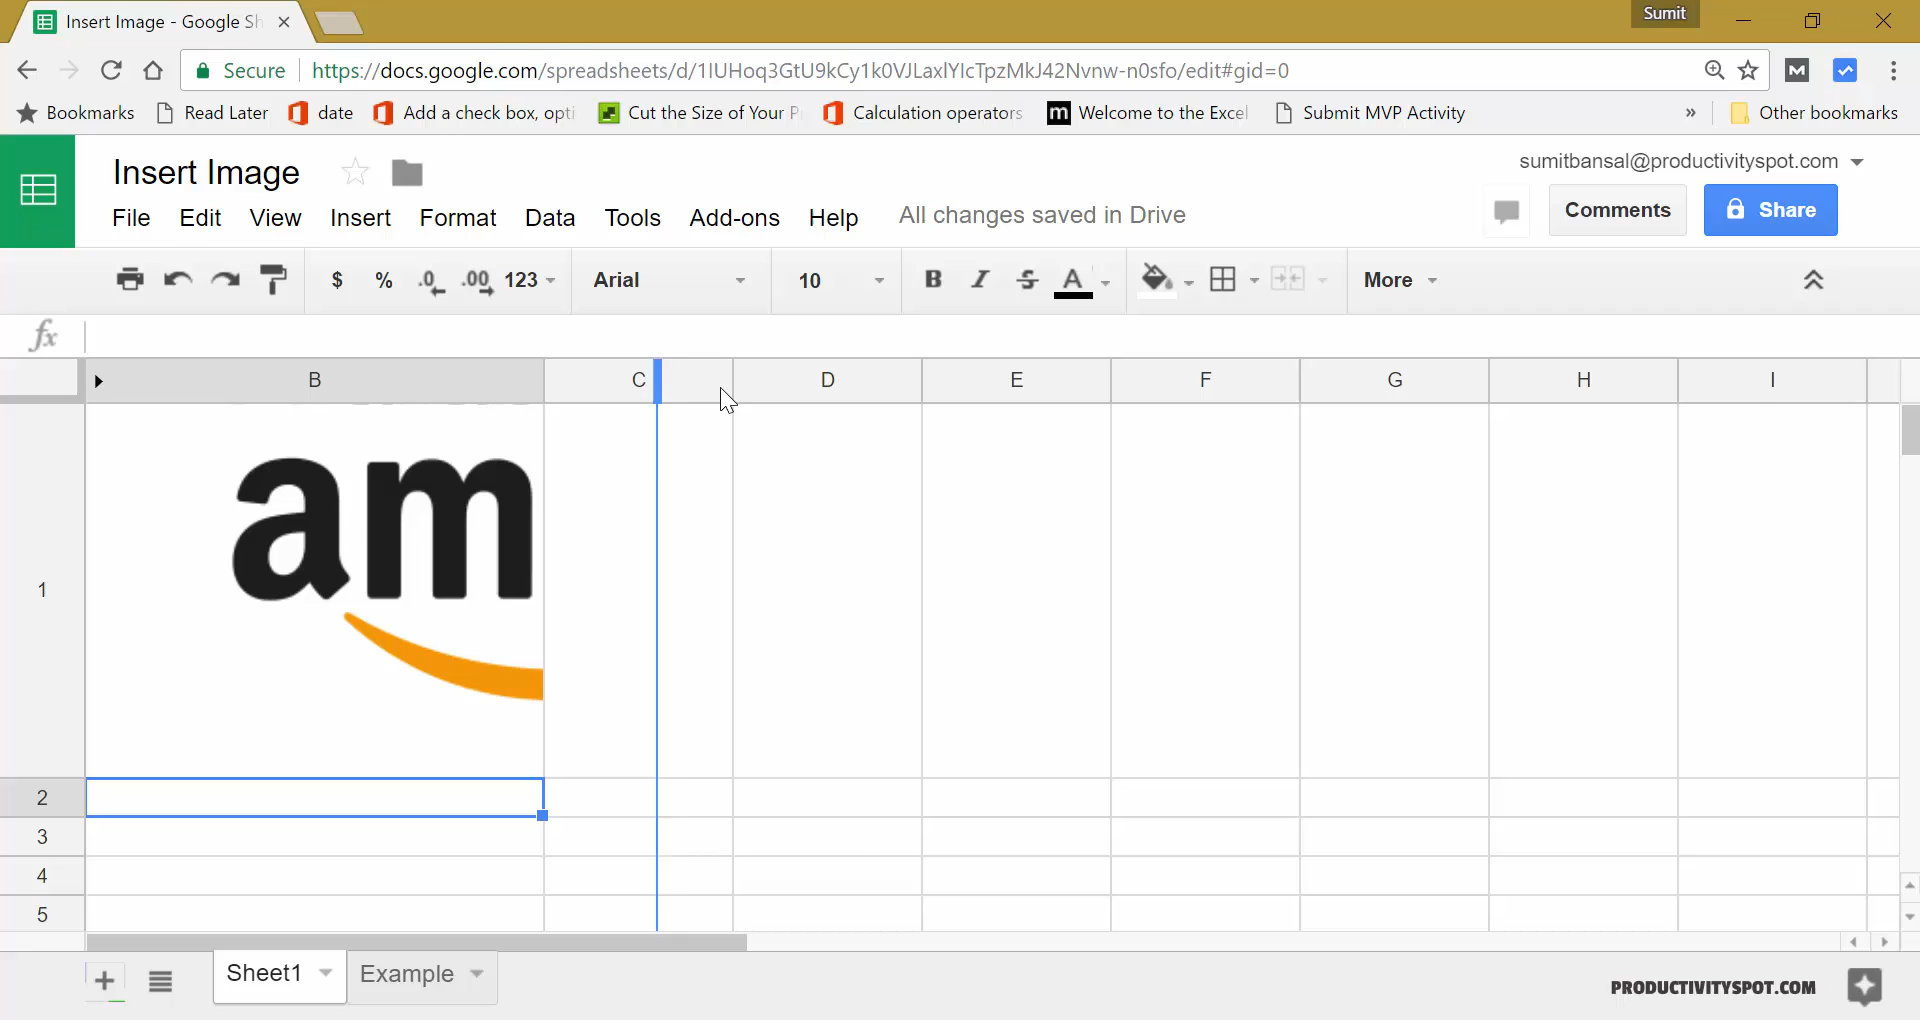 Insert Image - Google Sh
Sumit
Secure
https://docs.google.com/spreadsheets/d/1IUHoq3GtU9kCy1k0VJLaxlYIcTpzMkJ42Nvnw-n0sfo/edit#gid=0
Bookmarks Read Later date Add a check box, opti Cut the Size of Your P Calculation operators Welcome to the Excel Submit MVP Activity » Other bookmarks
Insert Image
sumitbansal@productivityspot.com
File Edit View Insert Format Data Tools Add-ons Help All changes saved in Drive
Comments Share
$ % .0 .00 123 Arial 10 B I S A More
fx
B C D E F G H I
am
1
2
3
4
5
Sheet1 Example
PRODUCTIVITYSPOT.COM